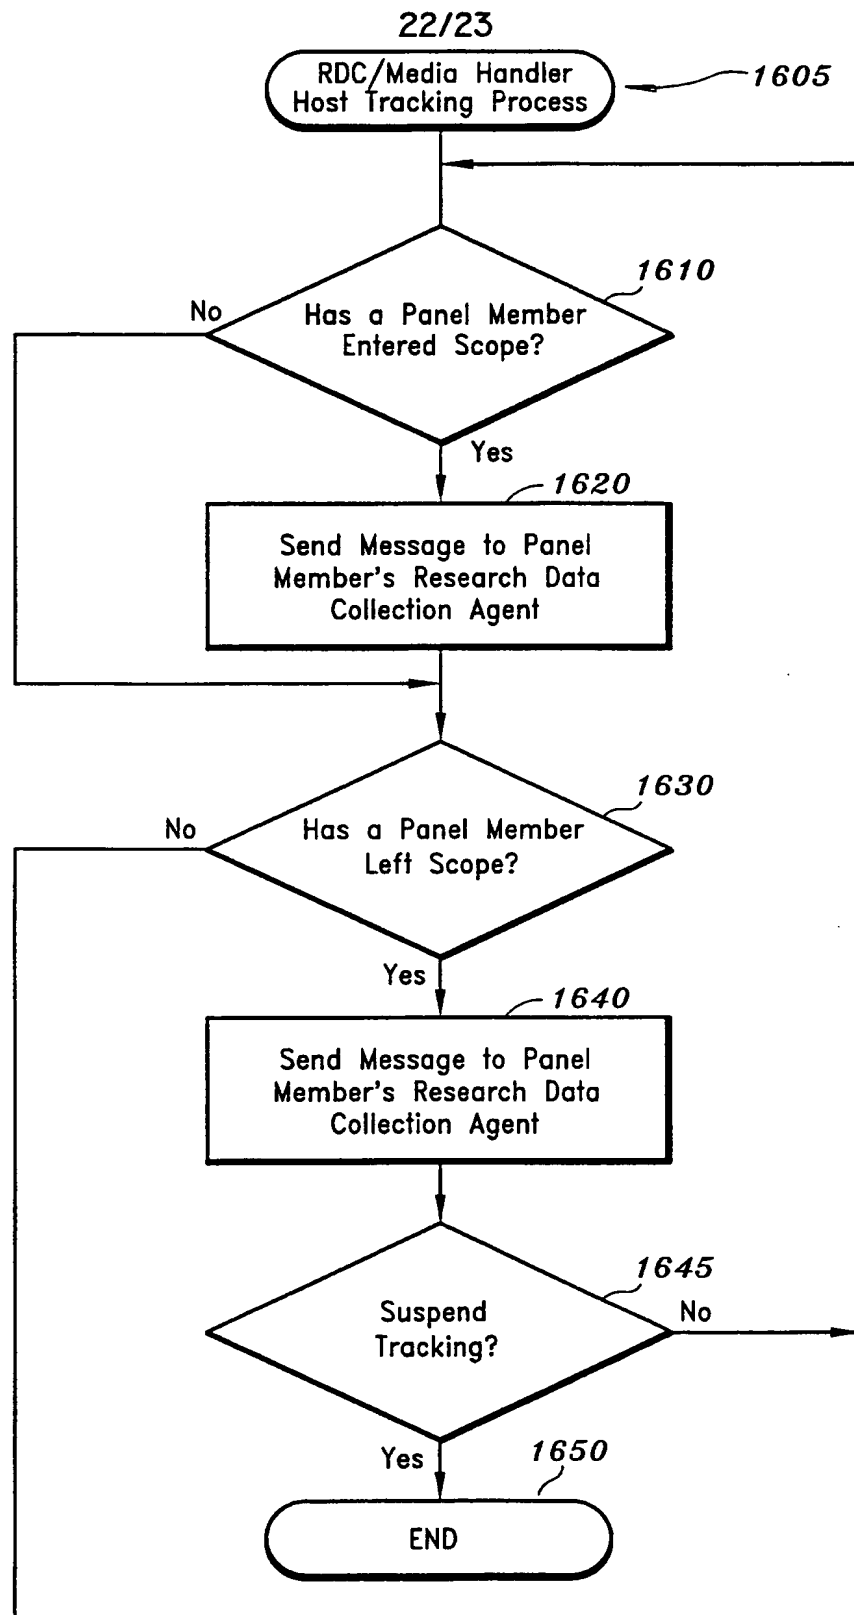 22/23
RDC/Media Handler
Host Tracking Process
1605
1610
No
Has a Panel Member
Entered Scope?
Yes
1620
Send Message to Panel
Member's Research Data
Collection Agent
1630
No
Has a Panel Member
Left Scope?
Yes
1640
Send Message to Panel
Member's Research Data
Collection Agent
1645
Suspend
Tracking?
No
Yes
1650
END